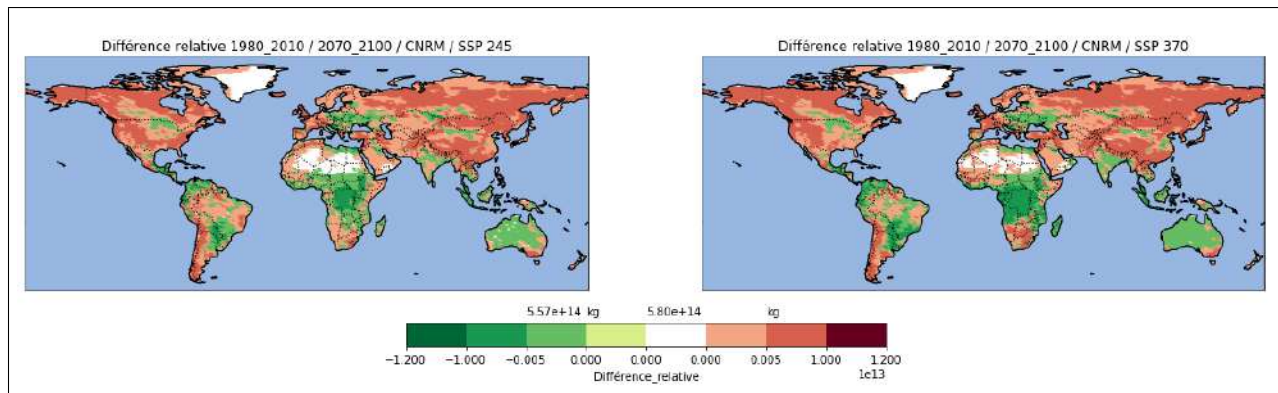 Différence relative 1980_2010 / 2070_2100 / CNRM / SSP 245
Différence relative 1980_2010 / 2070_2100 / CNRM / SSP 370
5.57e+14 kg 5.80e+14 kg
−1.200 −1.000 −0.005 0.000 0.000 0.000 0.005 1.000 1.200
Différence_relative 1e13